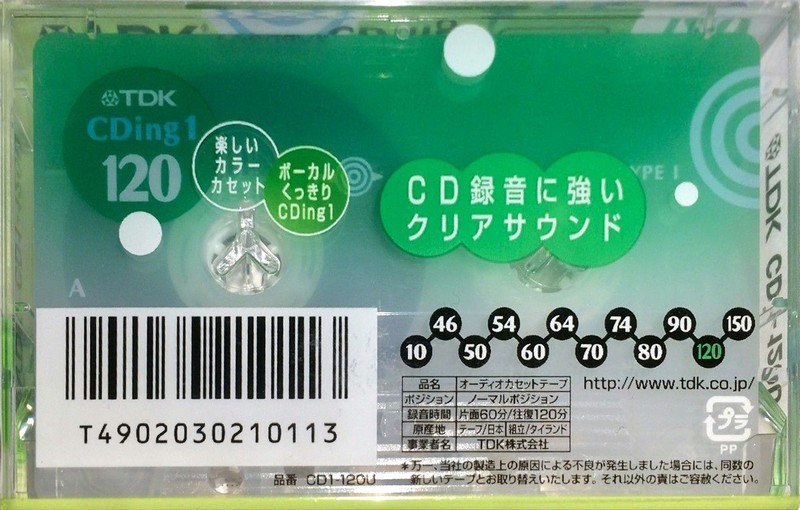 TDK
CDing1
120
楽しい
カラー
カセット
ボーカル
くっきり
CDing1
CD録音に強い
クリアサウンド
TYPE I
A
TDK CD1-120U
T4902030210113
品番 CD1-120U
10 46 50 54 60 64 70 74 80 90 120 150
品名 オーディオカセットテープ
ポジション ノーマルポジション
録音時間 片面60分/往復120分
原産地 テープ/日本 組立/タイランド
事業者名 TDK株式会社
http://www.tdk.co.jp/
プラ
PP
*万一、当社の製造上の原因による不良が発生しました場合には、同数の
新しいテープとお取り替えいたします。それ以外の責はご容赦ください。